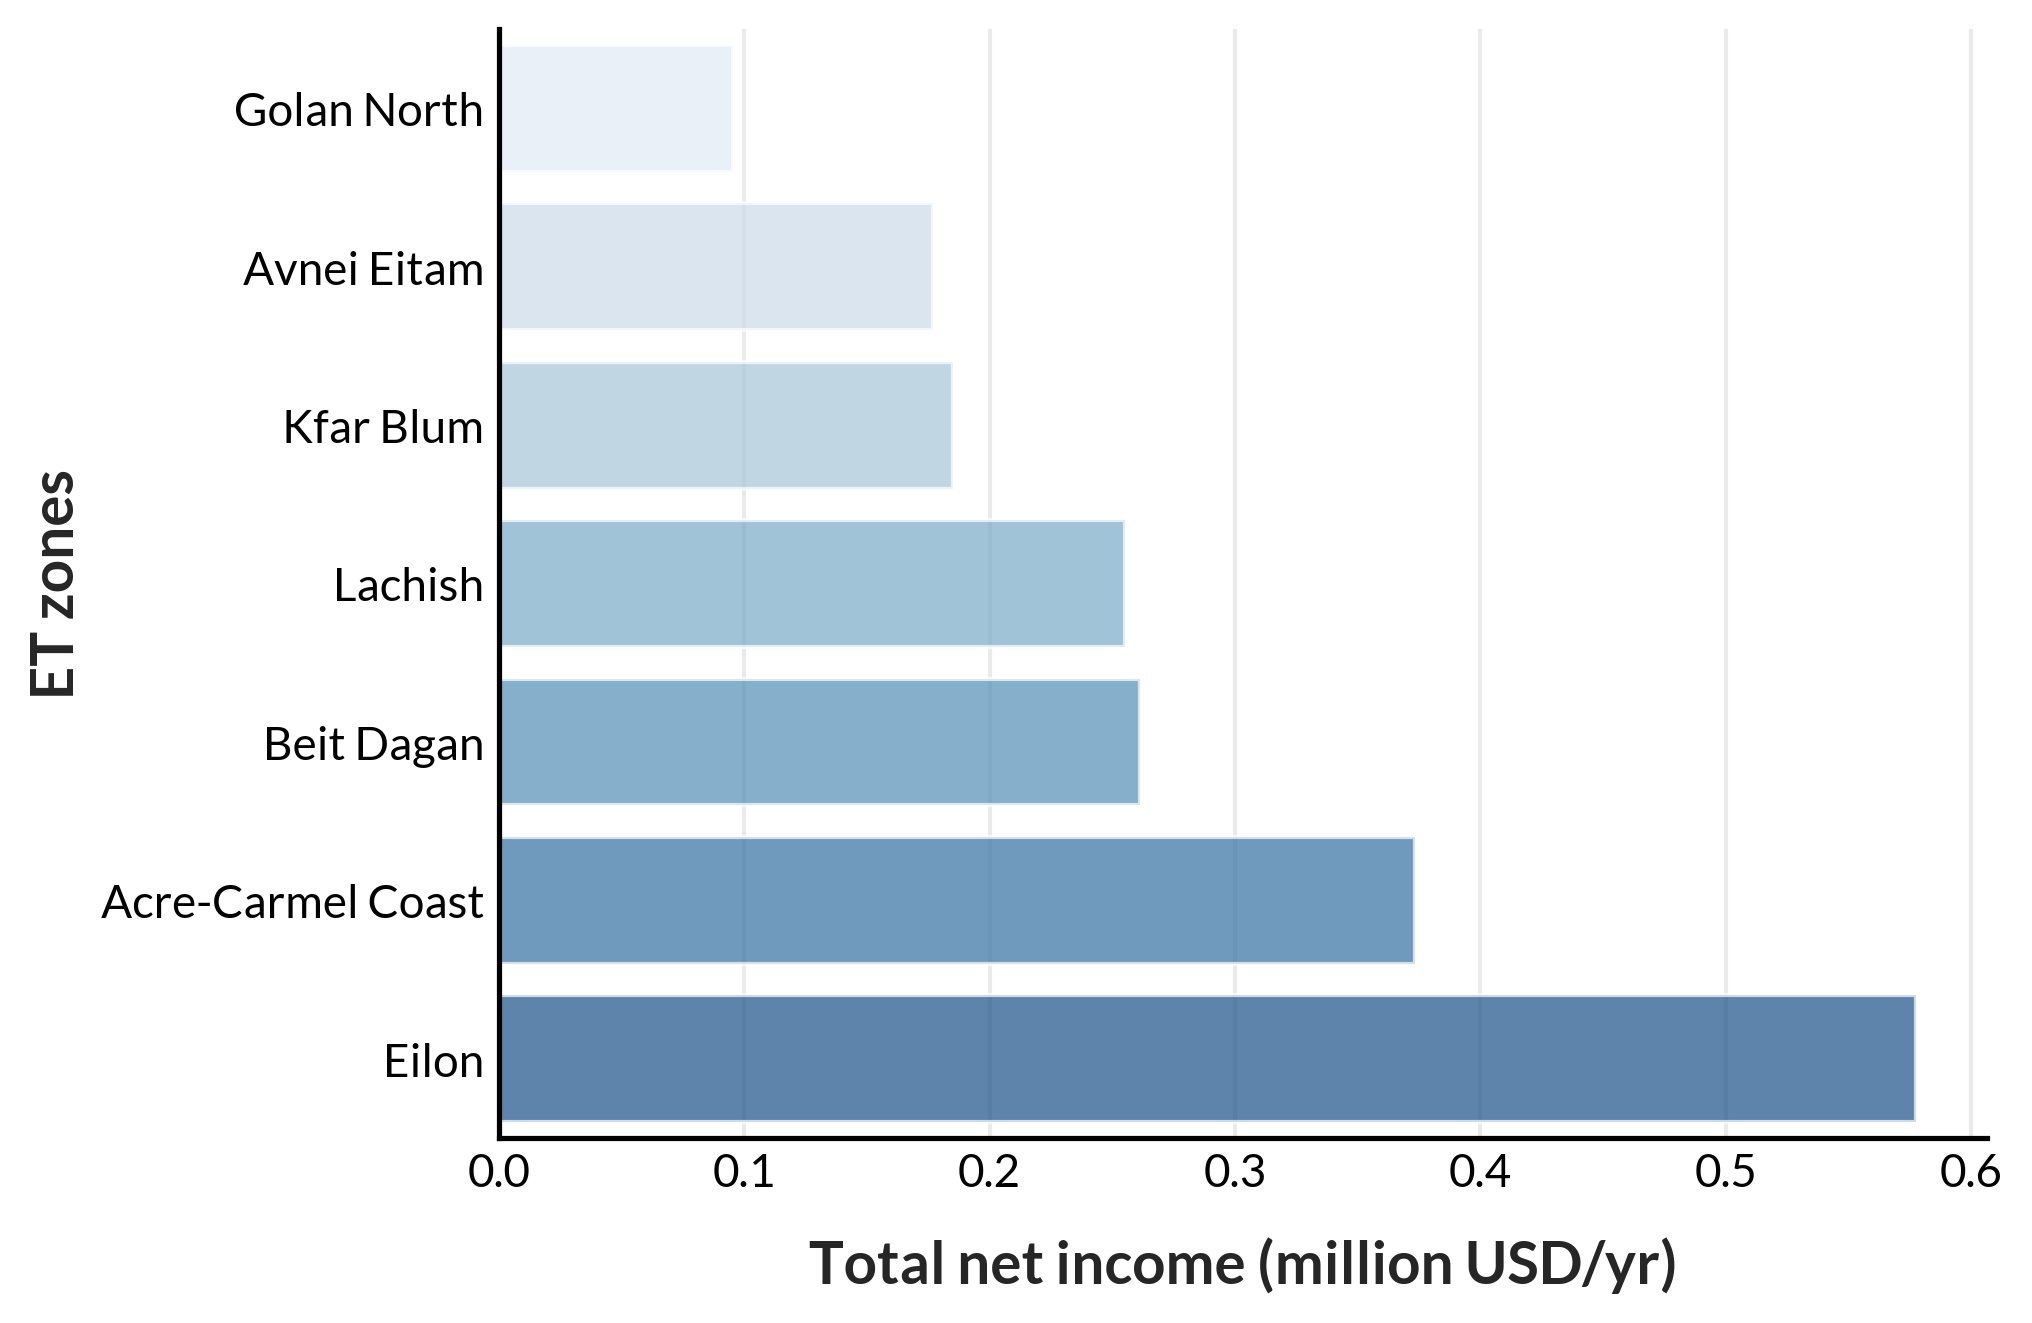 Golan North
Avnei Eitam
Kfar Blum
Lachish
Beit Dagan
Acre-Carmel Coast
Eilon
ET zones
0.0 0.1 0.2 0.3 0.4 0.5 0.6
Total net income (million USD/yr)